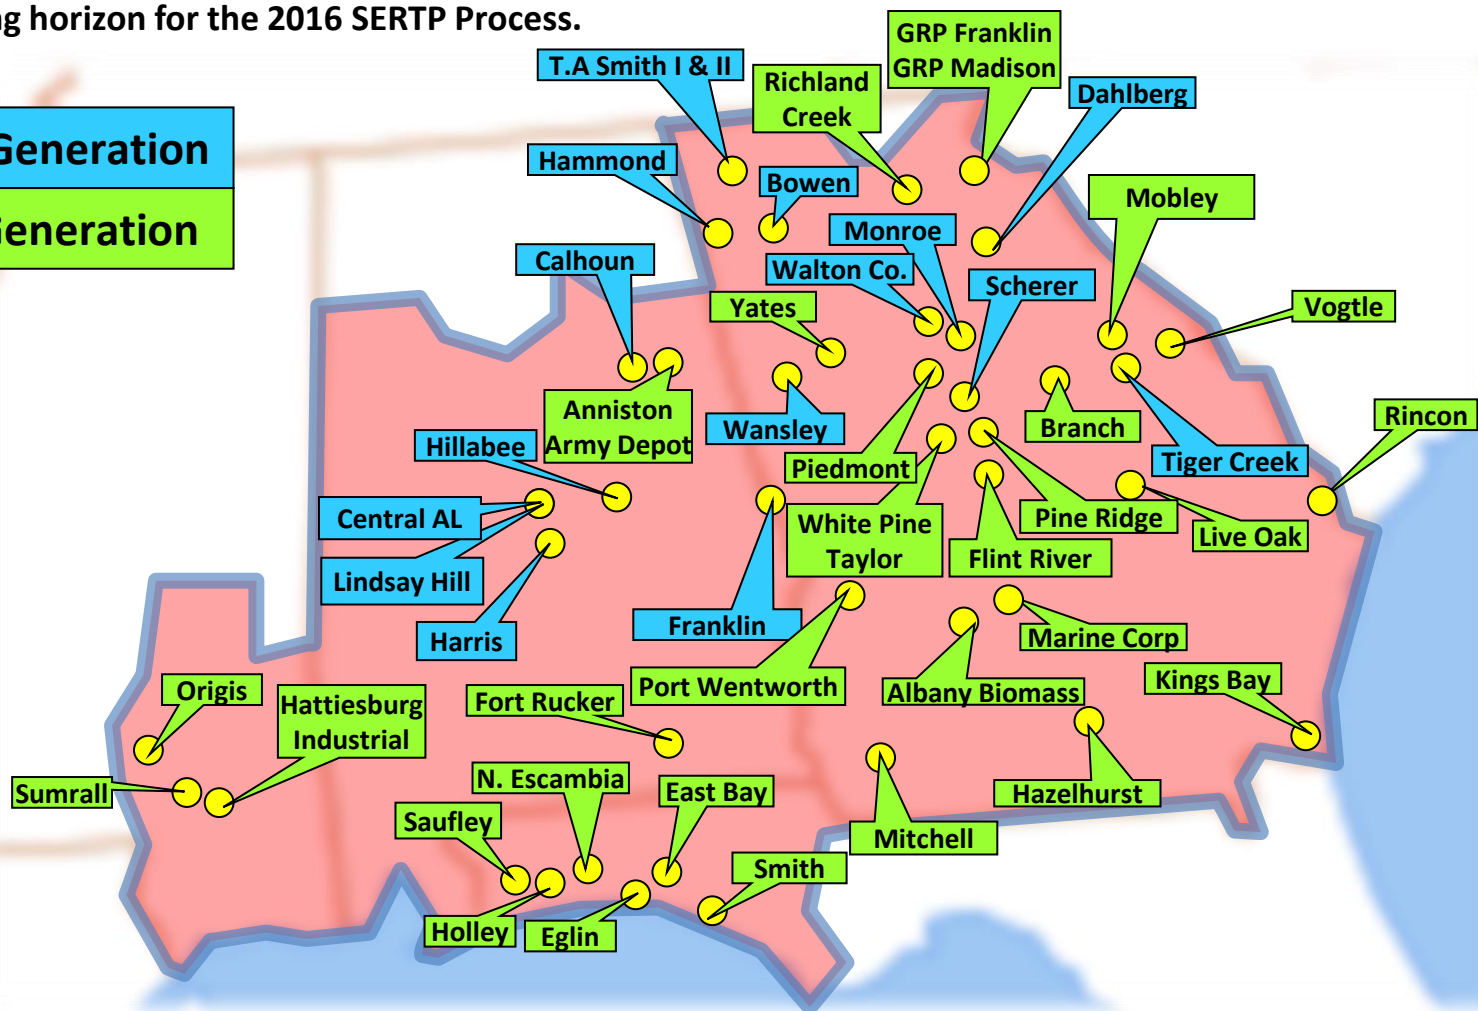 horizon for the 2016 SERTP Process.
GRP Franklin
GRP Madison
T.A Smith I & II
Richland
Creek
Dahlberg
Generation
Hammond
Bowen
Mobley
Generation
Monroe
Calhoun
Walton Co.
Scherer
Yates
Vogtle
Anniston
Army Depot
Wansley
Branch
Rincon
Hillabee
Piedmont
Tiger Creek
Central AL
White Pine
Taylor
Pine Ridge
Live Oak
Flint River
Lindsay Hill
Harris
Franklin
Marine Corp
Origis
Hattiesburg
Industrial
Fort Rucker
Port Wentworth
Albany Biomass
Kings Bay
Sumrall
N. Escambia
East Bay
Hazelhurst
Saufley
Mitchell
Smith
Holley
Eglin